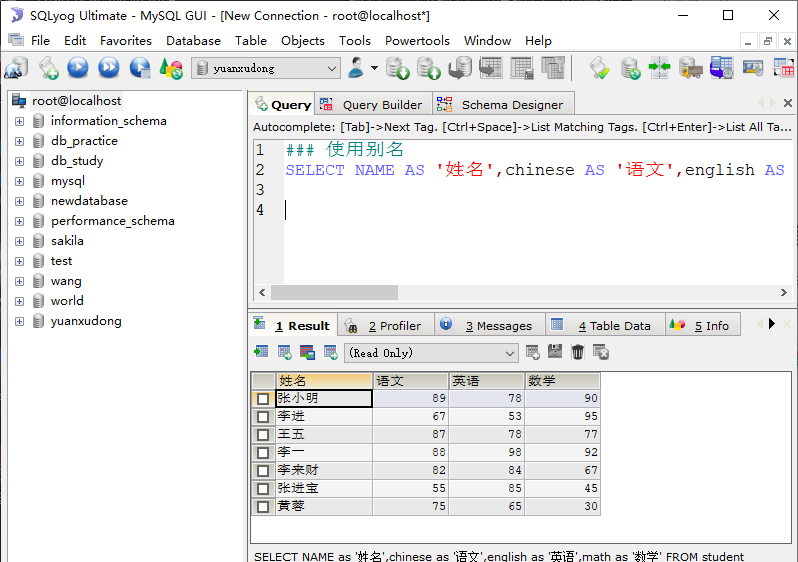 SQLyog Ultimate - MySQL GUI - [New Connection - root@localhost*]
File Edit Favorites Database Table Objects Tools Powertools Window Help
yuanxudong
root@localhost
information_schema
db_practice
db_study
mysql
newdatabase
performance_schema
sakila
test
wang
world
yuanxudong
Query Query Builder Schema Designer
Autocomplete: [Tab]->Next Tag. [Ctrl+Space]->List Matching Tags. [Ctrl+Enter]->List All Ta...
1 ### 使用别名
2 SELECT NAME AS '姓名',chinese AS '语文',english AS
3
4
1 Result 2 Profiler 3 Messages 4 Table Data 5 Info
(Read Only)
姓名 语文 英语 数学
张小明 89 78 90
李进 67 53 95
王五 87 78 77
李一 88 98 92
李来财 82 84 67
张进宝 55 85 45
黄蓉 75 65 30
SELECT NAME as '姓名',chinese as '语文',english as '英语',math as '数学' FROM student